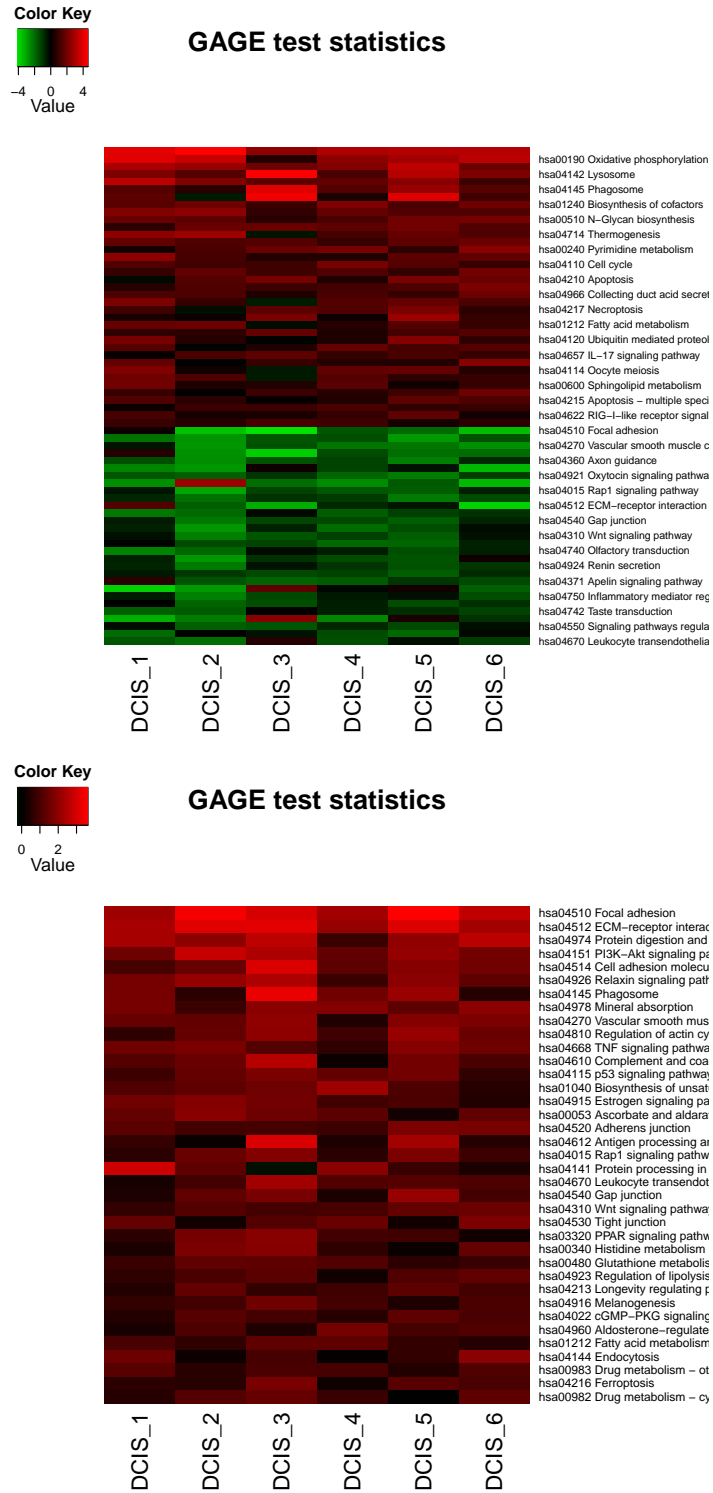 Color Key
GAGE test statistics
−4 0 4
Value
hsa00190 Oxidative phosphorylation
hsa04142 Lysosome
hsa04145 Phagosome
hsa01240 Biosynthesis of cofactors
hsa00510 N−Glycan biosynthesis
hsa04714 Thermogenesis
hsa00240 Pyrimidine metabolism
hsa04110 Cell cycle
hsa04210 Apoptosis
hsa04966 Collecting duct acid secret
hsa04217 Necroptosis
hsa01212 Fatty acid metabolism
hsa04120 Ubiquitin mediated proteol
hsa04657 IL−17 signaling pathway
hsa04114 Oocyte meiosis
hsa00600 Sphingolipid metabolism
hsa04215 Apoptosis − multiple speci
hsa04622 RIG−I−like receptor signal
hsa04510 Focal adhesion
hsa04270 Vascular smooth muscle c
hsa04360 Axon guidance
hsa04921 Oxytocin signaling pathwa
hsa04015 Rap1 signaling pathway
hsa04512 ECM−receptor interaction
hsa04540 Gap junction
hsa04310 Wnt signaling pathway
hsa04740 Olfactory transduction
hsa04924 Renin secretion
hsa04371 Apelin signaling pathway
hsa04750 Inflammatory mediator reg
hsa04742 Taste transduction
hsa04550 Signaling pathways regula
hsa04670 Leukocyte transendothelia
DCIS_1 DCIS_2 DCIS_3 DCIS_4 DCIS_5 DCIS_6
Color Key
GAGE test statistics
0 2
Value
hsa04510 Focal adhesion
hsa04512 ECM−receptor interac
hsa04974 Protein digestion and
hsa04151 PI3K−Akt signaling pa
hsa04514 Cell adhesion molecu
hsa04926 Relaxin signaling path
hsa04145 Phagosome
hsa04978 Mineral absorption
hsa04270 Vascular smooth mus
hsa04810 Regulation of actin cy
hsa04668 TNF signaling pathwa
hsa04610 Complement and coa
hsa04115 p53 signaling pathway
hsa01040 Biosynthesis of unsat
hsa04915 Estrogen signaling pa
hsa00053 Ascorbate and aldara
hsa04520 Adherens junction
hsa04612 Antigen processing an
hsa04015 Rap1 signaling pathw
hsa04141 Protein processing in
hsa04670 Leukocyte transendot
hsa04540 Gap junction
hsa04310 Wnt signaling pathway
hsa04530 Tight junction
hsa03320 PPAR signaling pathw
hsa00340 Histidine metabolism
hsa00480 Glutathione metabolis
hsa04923 Regulation of lipolysis
hsa04213 Longevity regulating p
hsa04916 Melanogenesis
hsa04022 cGMP−PKG signaling
hsa04960 Aldosterone−regulate
hsa01212 Fatty acid metabolism
hsa04144 Endocytosis
hsa00983 Drug metabolism − ot
hsa04216 Ferroptosis
hsa00982 Drug metabolism − cy
DCIS_1 DCIS_2 DCIS_3 DCIS_4 DCIS_5 DCIS_6